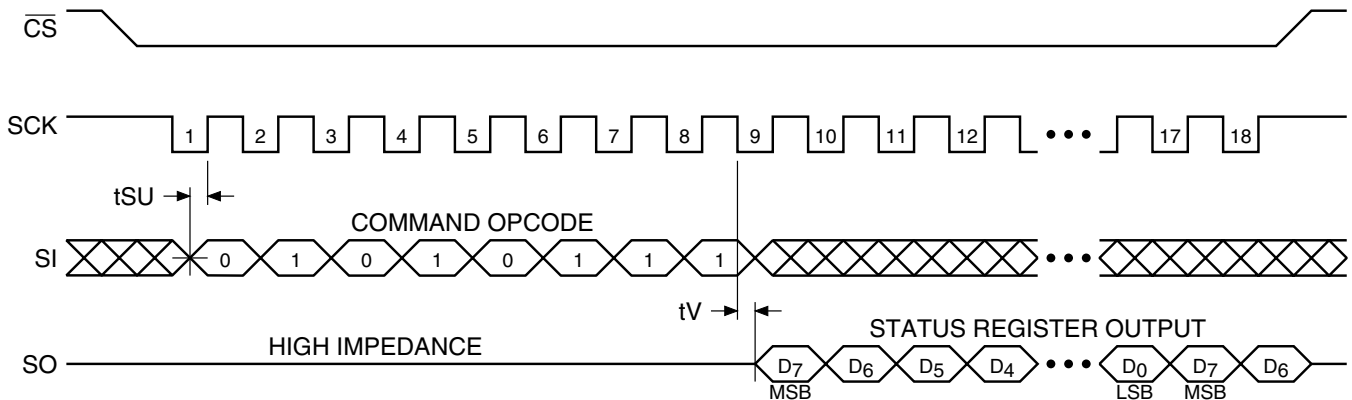 CS
SCK 1 2 3 4 5 6 7 8 9 10 11 12 17 18
tSU
COMMAND OPCODE
SI 0 1 0 1 0 1 1 1
tV
STATUS REGISTER OUTPUT
HIGH IMPEDANCE
SO D7 D6 D5 D4 D0 D7 D6
MSB LSB MSB